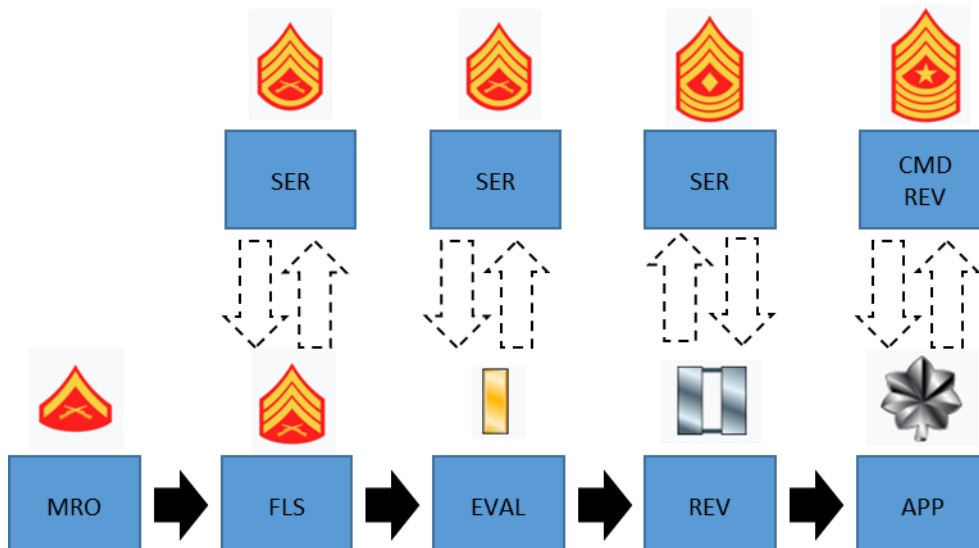 SER
SER
SER
CMD
REV
MRO
FLS
EVAL
REV
APP